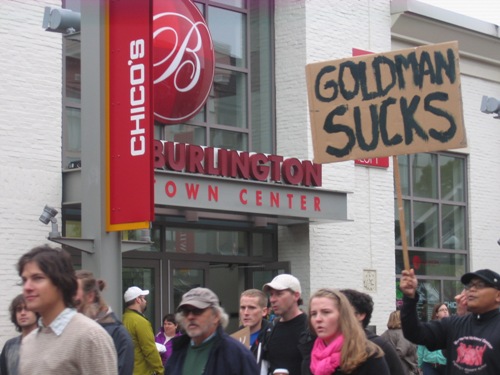 CHICO'S
B
BURLINGTON
TOWN CENTER
GOLDMAN
SUCKS